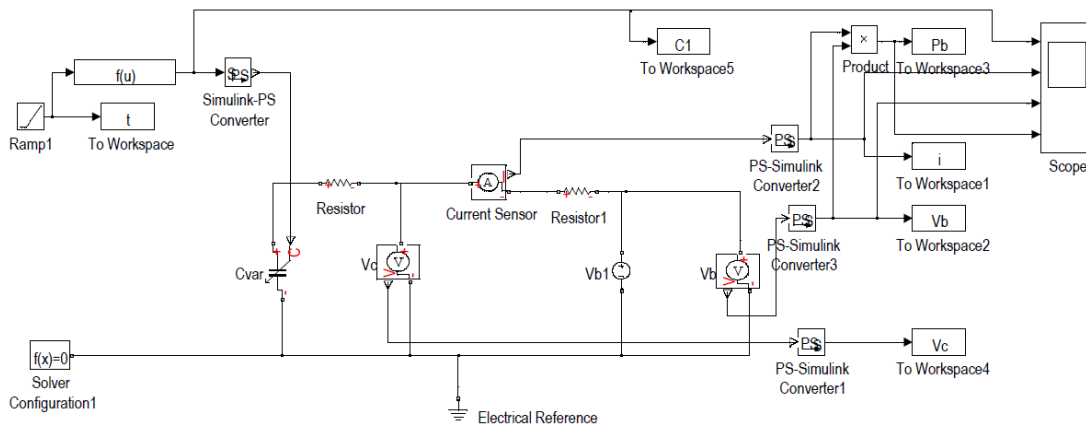 C1
To Workspace5
f(u)
S PS
Simulink-PS
Converter
Ramp1
t
To Workspace
×
Product
Pb
To Workspace3
Scope
PS S
PS-Simulink
Converter2
i
To Workspace1
A
Current Sensor
Resistor
Resistor1
C
Cvar
Vc
V
V
Vb1
Vb
V
V
PS S
PS-Simulink
Converter3
Vb
To Workspace2
PS S
PS-Simulink
Converter1
Vc
To Workspace4
f(x)=0
Solver
Configuration1
Electrical Reference